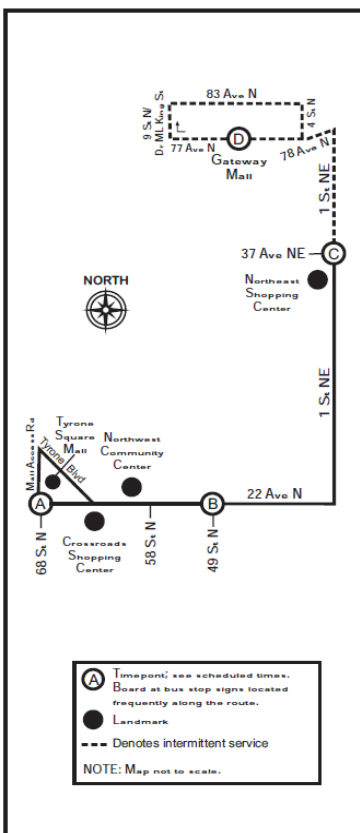 83 Ave N
9 St N/
Dr ML King St
4 St N
77 Ave N
D
78 Ave N
Gateway
Mall
1 St NE
37 Ave NE
C
Northeast
Shopping
Center
NORTH
1 St NE
Mall Access Rd
Tyrone Blvd
Tyrone
Square
Mall
Northwest
Community
Center
A
B
22 Ave N
68 St N
Crossroads
Shopping
Center
58 St N
49 St N
A
Timepont; see scheduled times.
Board at bus stop signs located
frequently along the route.
Landmark
Denotes intermittent service
NOTE: Map not to scale.